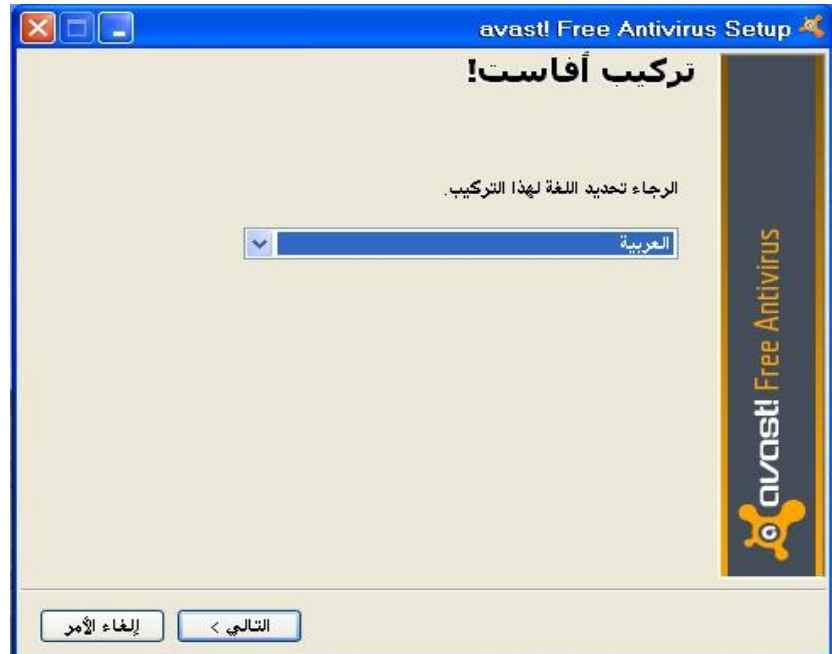 avast! Free Antivirus Setup
تركيب أفاست!
الرجاء تحديد اللغة لهذا التركيب.
العربية
avast! Free Antivirus
التالي >
إلغاء الأمر